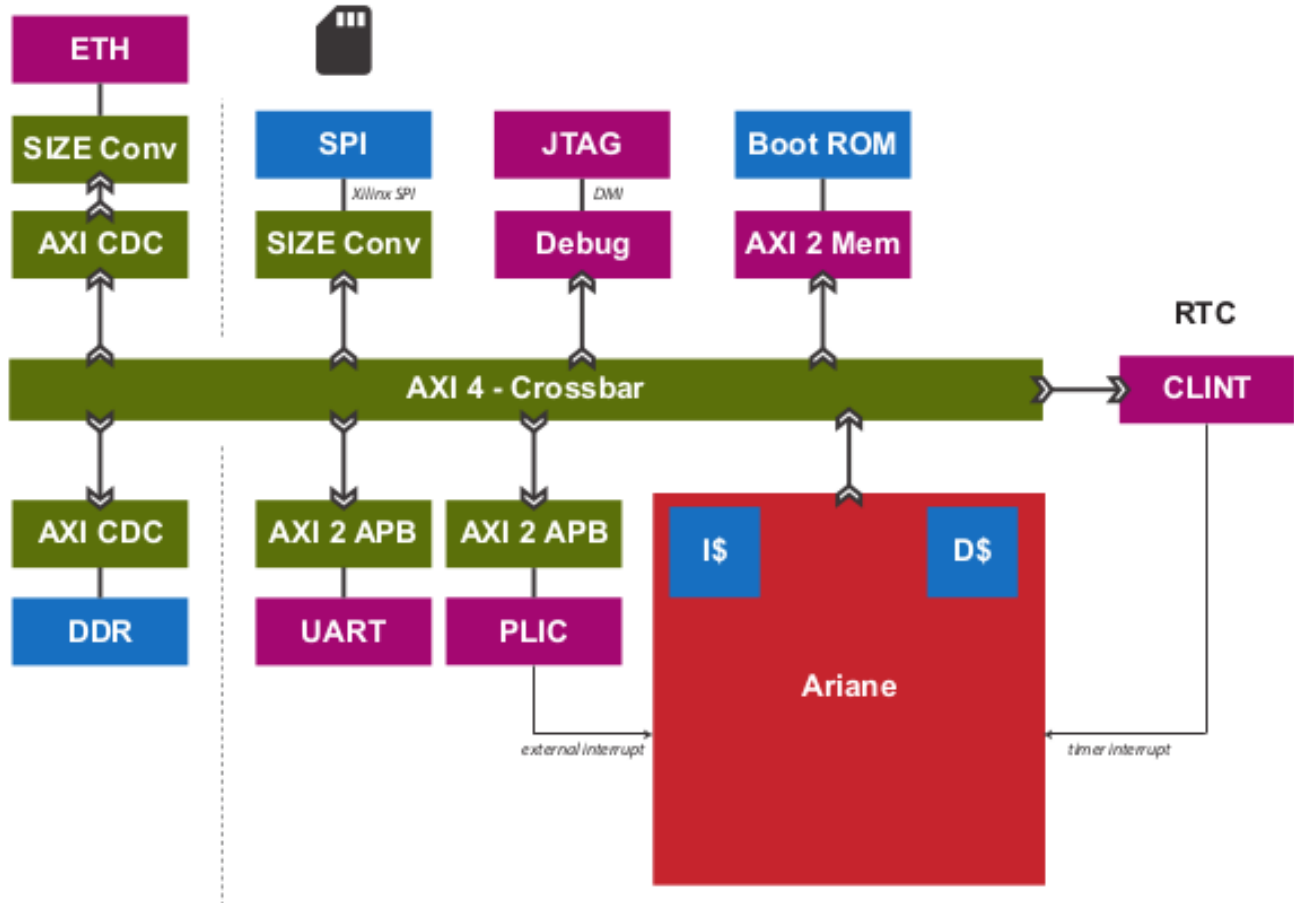 ETH
SIZE Conv
SPI
JTAG
Boot ROM
Xilinx SPI
DMI
AXI CDC
SIZE Conv
Debug
AXI 2 Mem
RTC
AXI 4 - Crossbar
CLINT
AXI CDC
AXI 2 APB
AXI 2 APB
I$
D$
DDR
UART
PLIC
Ariane
external interrupt
timer interrupt